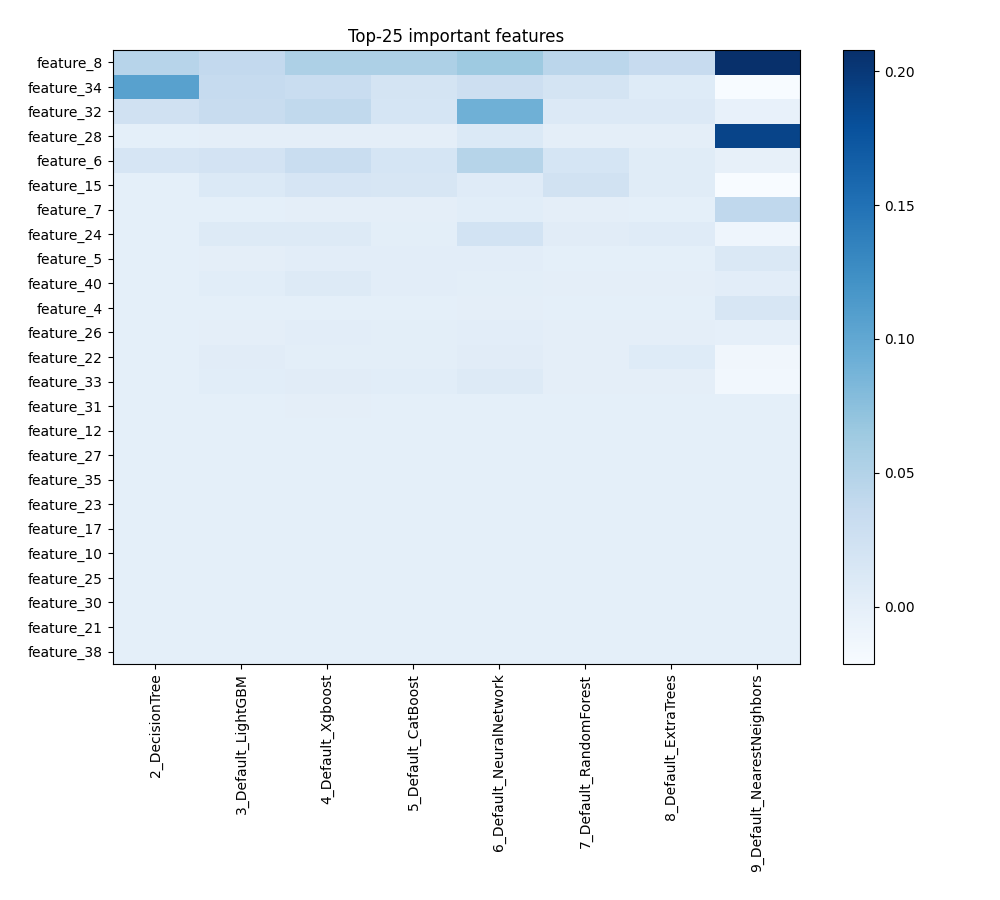 Top-25 important features
feature_8
feature_34
feature_32
feature_28
feature_6
feature_15
feature_7
feature_24
feature_5
feature_40
feature_4
feature_26
feature_22
feature_33
feature_31
feature_12
feature_27
feature_35
feature_23
feature_17
feature_10
feature_25
feature_30
feature_21
feature_38
2_DecisionTree
3_Default_LightGBM
4_Default_Xgboost
5_Default_CatBoost
6_Default_NeuralNetwork
7_Default_RandomForest
8_Default_ExtraTrees
9_Default_NearestNeighbors
0.20
0.15
0.10
0.05
0.00